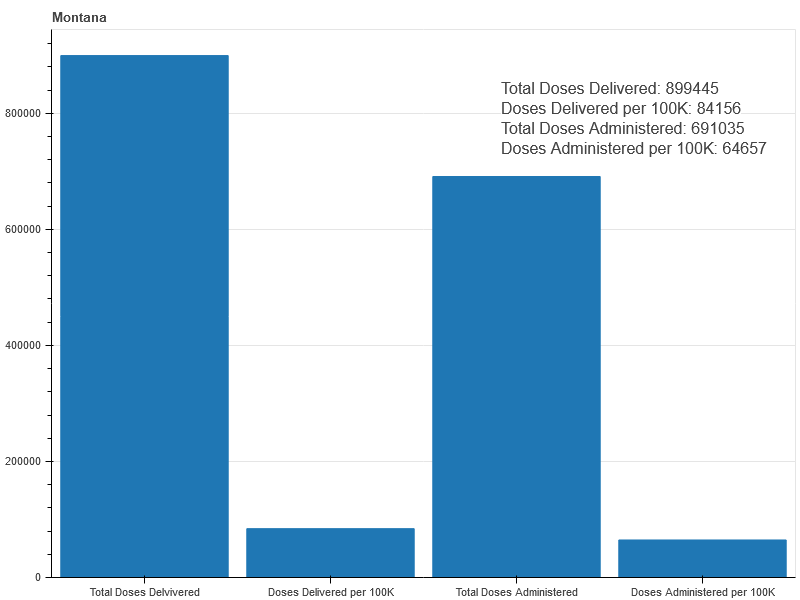 Montana
Total Doses Delivered: 899445
Doses Delivered per 100K: 84156
Total Doses Administered: 691035
Doses Administered per 100K: 64657
800000
600000
400000
200000
0
Total Doses Delvivered
Doses Delivered per 100K
Total Doses Administered
Doses Administered per 100K